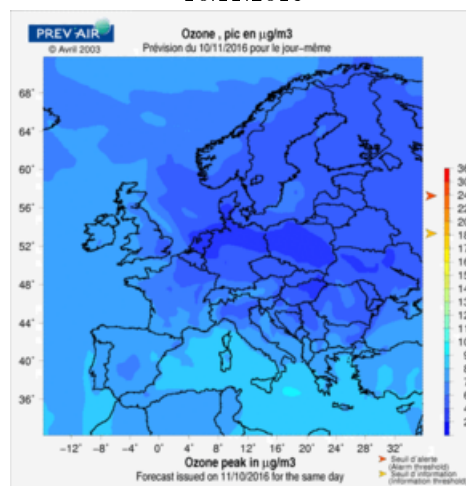 PREV'AIR
© Avril 2003
Ozone , pic en µg/m3
Prévision du 10/11/2016 pour le jour−même
68°
64°
60°
56°
52°
48°
44°
40°
36°
−12° −8° −4° 0° 4° 8° 12° 16° 20° 24° 28° 32°
Ozone peak in µg/m3
Forecast issued on 11/10/2016 for the same day
Seuil d'alerte
(Alarm threshold)
Seuil d'information
(Information threshold)